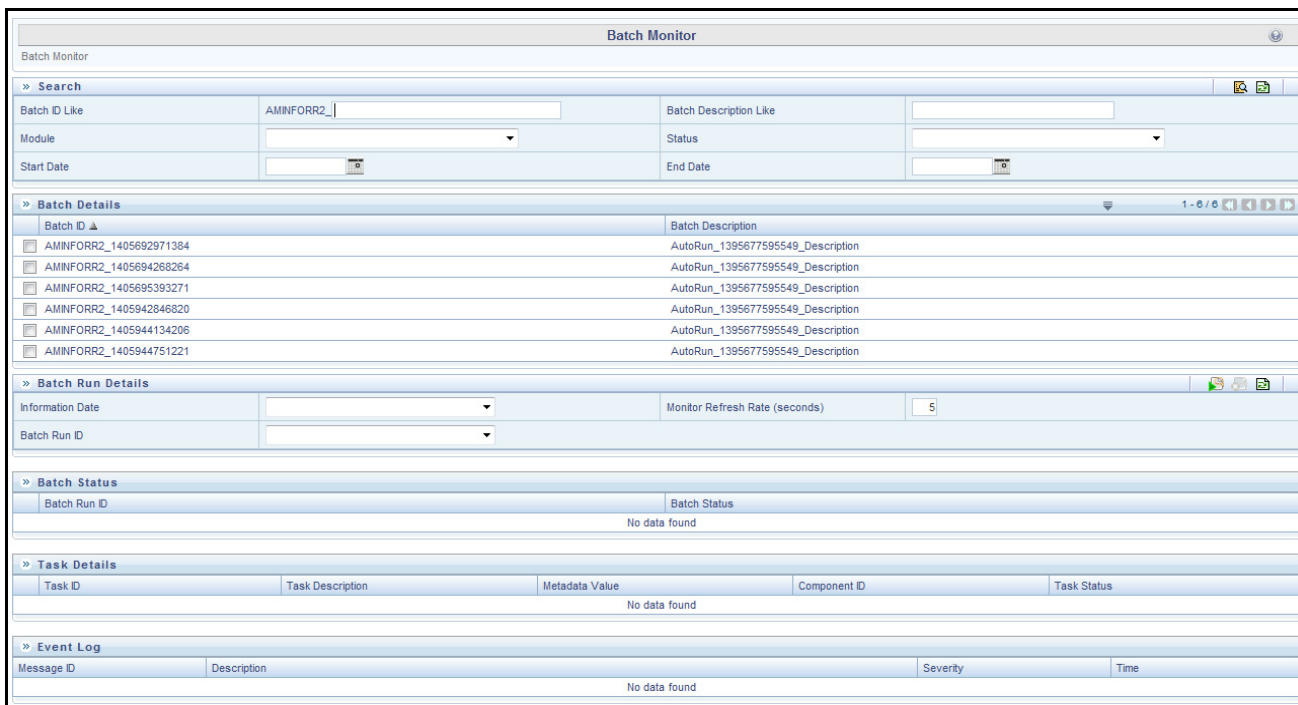 Batch Monitor
Batch Monitor
» Search
Batch ID Like AMINFORR2_ Batch Description Like
Module Status
Start Date End Date
» Batch Details 1 - 6 / 6
Batch ID Batch Description
AMINFORR2_1405692971384 AutoRun_1395677595549_Description
AMINFORR2_1405694268264 AutoRun_1395677595549_Description
AMINFORR2_1405695393271 AutoRun_1395677595549_Description
AMINFORR2_1405942846820 AutoRun_1395677595549_Description
AMINFORR2_1405944134206 AutoRun_1395677595549_Description
AMINFORR2_1405944751221 AutoRun_1395677595549_Description
» Batch Run Details
Information Date Monitor Refresh Rate (seconds) 5
Batch Run ID
» Batch Status
Batch Run ID Batch Status
No data found
» Task Details
Task ID Task Description Metadata Value Component ID Task Status
No data found
» Event Log
Message ID Description Severity Time
No data found